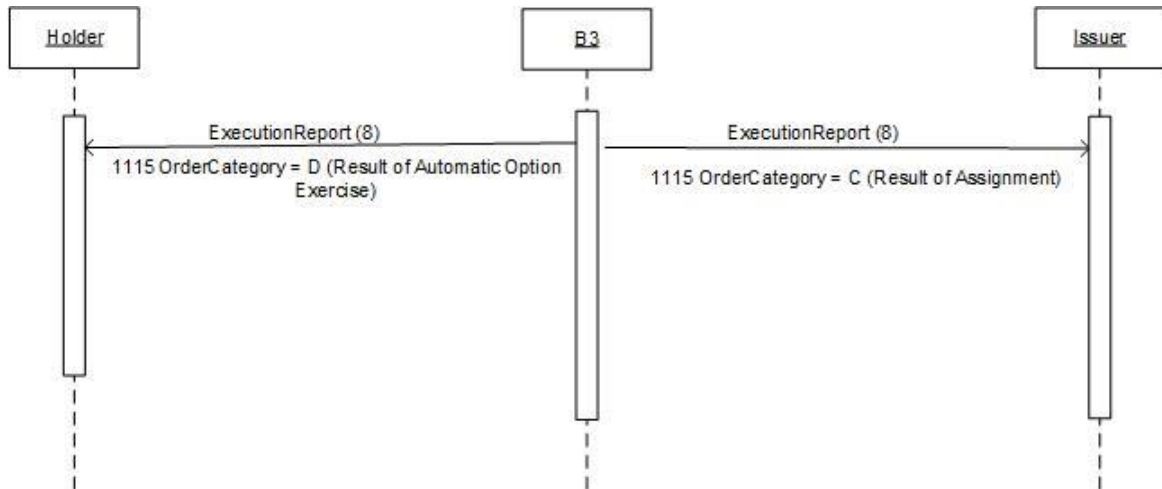 Holder
B3
Issuer
ExecutionReport (8)
1115 OrderCategory = D (Result of Automatic Option
Exercise)
ExecutionReport (8)
1115 OrderCategory = C (Result of Assignment)